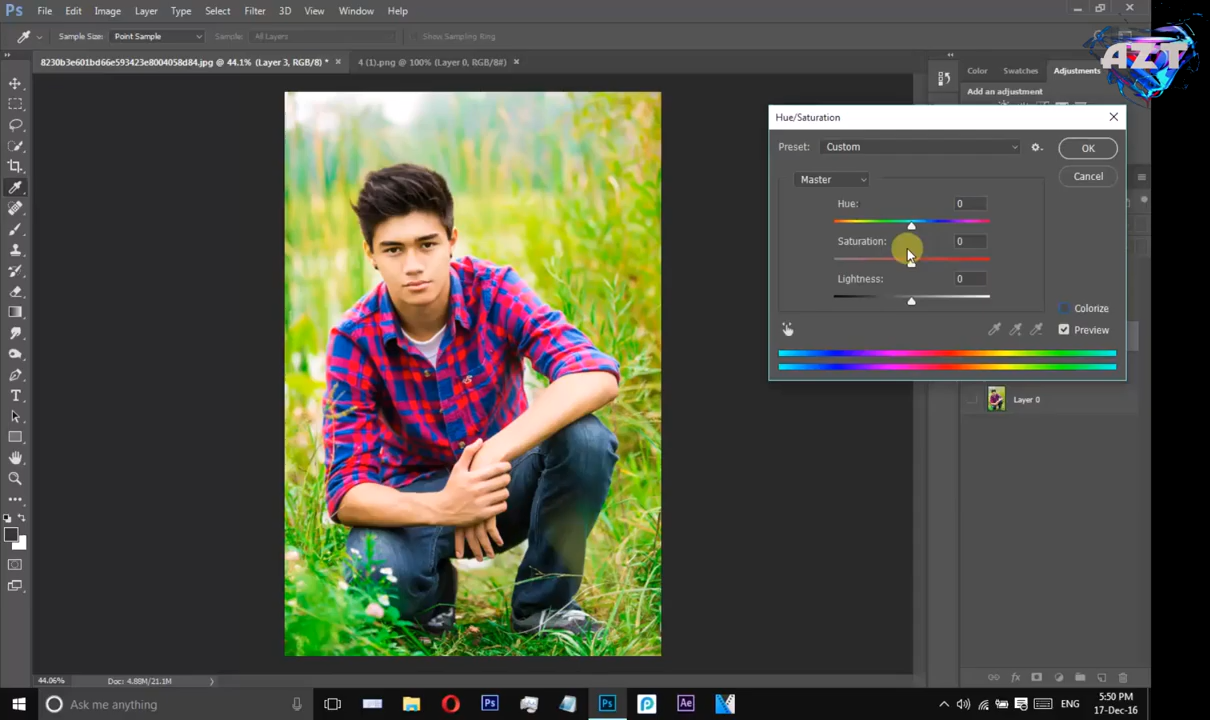 Ps File Edit Image Layer Type Select Filter 3D View Window Help
Sample Size: Point Sample Sample: All Layers Show Sampling Ring
8230b3e601bd66e593423e8004058d84.jpg @ 44.1% (Layer 3, RGB/8) * × 4 (1).png @ 100% (Layer 0, RGB/8#) ×
AZT
Color Swatches Adjustments
Add an adjustment
Hue/Saturation
Preset: Custom OK
Master Cancel
Hue: 0
Saturation: 0
Lightness: 0
Colorize
Preview
Layer 0
44.06% Doc: 4.88M/21.1M
Ask me anything
Ps Ps Ae
ENG
5:50 PM
17-Dec-16